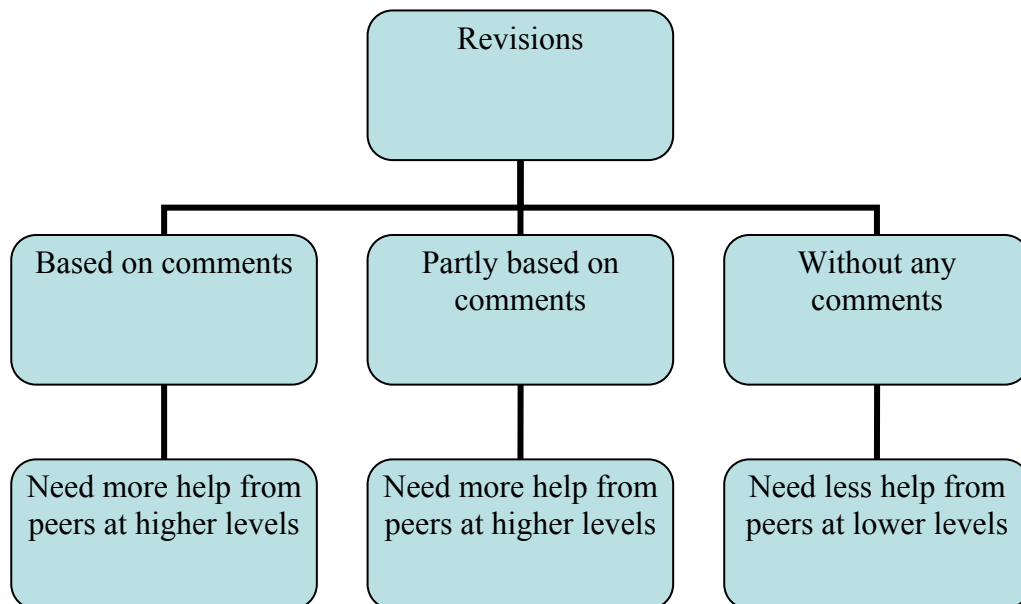 Revisions
Based on comments
Partly based on
comments
Without any
comments
Need more help from
peers at higher levels
Need more help from
peers at higher levels
Need less help from
peers at lower levels